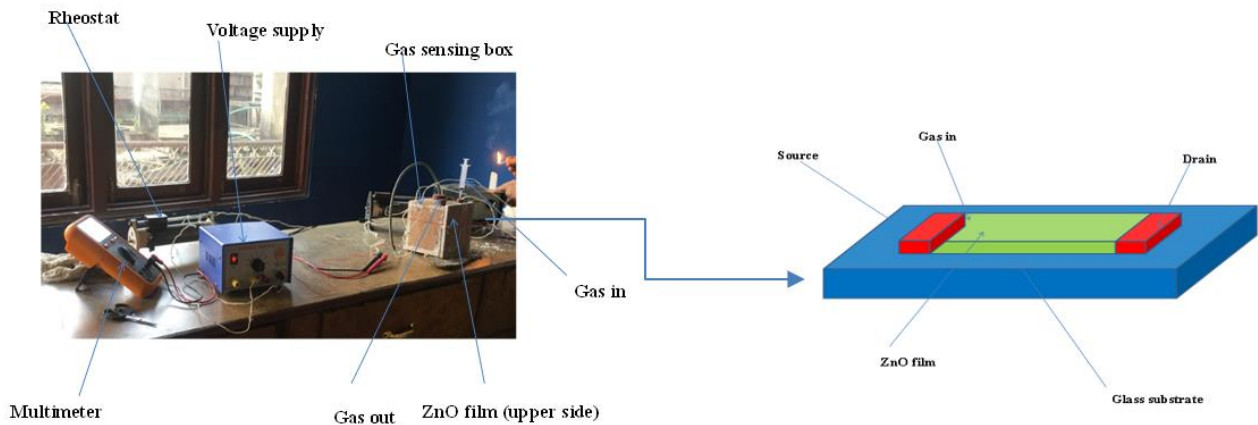 Rheostat
Voltage supply
Gas sensing box
Gas in
Source
Drain
Gas in
ZnO film
Glass substrate
Multimeter
Gas out
ZnO film (upper side)